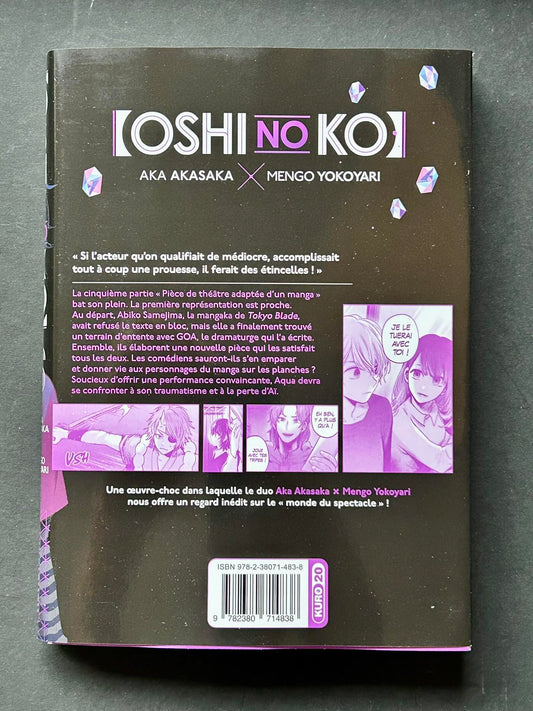 【OSHI NO KO】
AKA AKASAKA × MENGO YOKOYARI
« Si l'acteur qu'on qualifiait de médiocre, accomplissait
tout à coup une prouesse, il ferait des étincelles ! »
La cinquième partie « Pièce de théâtre adaptée d'un manga »
bat son plein. La première représentation est proche.
Au départ, Abiko Samejima, la mangaka de Tokyo Blade,
avait refusé le texte en bloc, mais elle a finalement trouvé
un terrain d'entente avec GOA, le dramaturge qui l'a écrite.
Ensemble, ils élaborent une nouvelle pièce qui les satisfait
tous les deux. Les comédiens sauront-ils s'en emparer
et donner vie aux personnages du manga sur les planches ?
Soucieux d'offrir une performance convaincante, Aqua devra
se confronter à son traumatisme et à la perte d'Aï.
JE LE
TUERAI
AVEC
TOI !
VSH
EH BEN,
Y A PLUS
QU'À !
JOUE
AVEC TES
TRIPES !
Une œuvre-choc dans laquelle le duo Aka Akasaka × Mengo Yokoyari
nous offre un regard inédit sur le « monde du spectacle » !
ISBN 978-2-38071-483-8
9 782380 714838
KURO 20
AKA
YARI